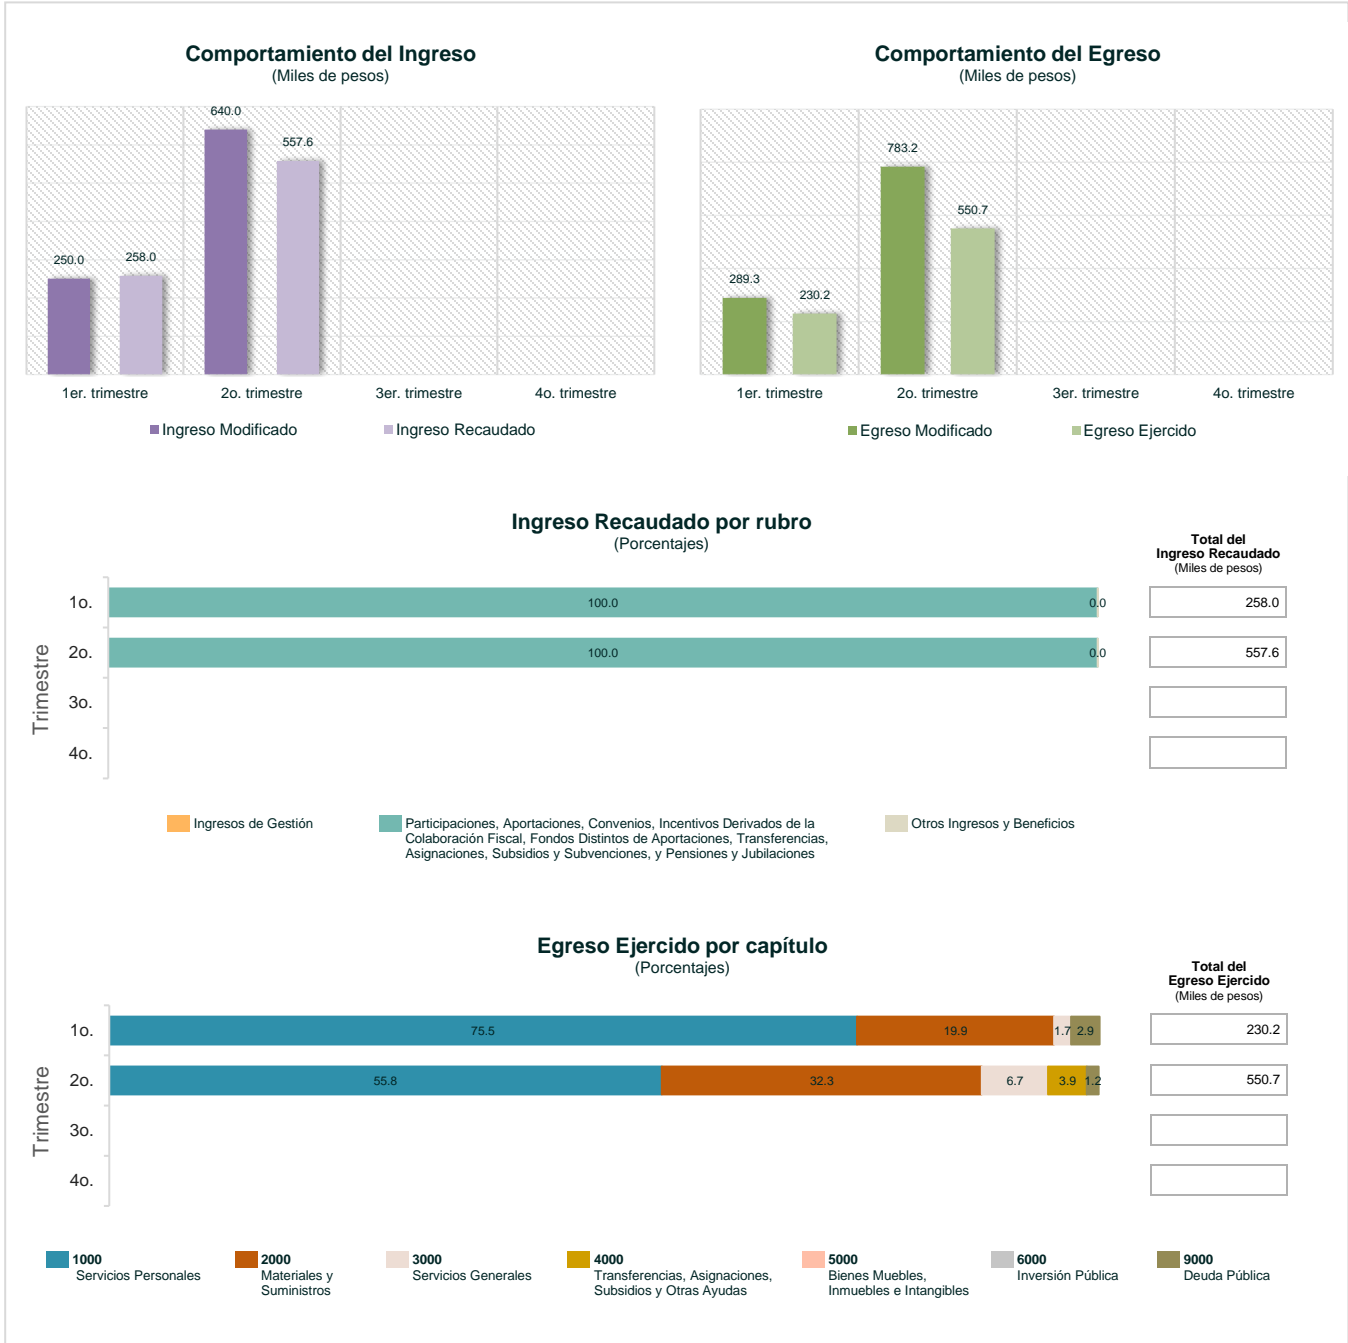 Comportamiento del Ingreso
(Miles de pesos)
640.0
557.6
250.0
258.0
1er. trimestre
2o. trimestre
3er. trimestre
4o. trimestre
Ingreso Modificado
Ingreso Recaudado
Comportamiento del Egreso
(Miles de pesos)
783.2
550.7
289.3
230.2
1er. trimestre
2o. trimestre
3er. trimestre
4o. trimestre
Egreso Modificado
Egreso Ejercido
Ingreso Recaudado por rubro
(Porcentajes)
Total del
Ingreso Recaudado
(Miles de pesos)
Trimestre
1o.
100.0
0.0
258.0
2o.
100.0
0.0
557.6
3o.
4o.
Ingresos de Gestión
Participaciones, Aportaciones, Convenios, Incentivos Derivados de la
Colaboración Fiscal, Fondos Distintos de Aportaciones, Transferencias,
Asignaciones, Subsidios y Subvenciones, y Pensiones y Jubilaciones
Otros Ingresos y Beneficios
Egreso Ejercido por capítulo
(Porcentajes)
Total del
Egreso Ejercido
(Miles de pesos)
Trimestre
1o.
75.5
19.9
1.7
2.9
230.2
2o.
55.8
32.3
6.7
3.9
1.2
550.7
3o.
4o.
1000
Servicios Personales
2000
Materiales y
Suministros
3000
Servicios Generales
4000
Transferencias, Asignaciones,
Subsidios y Otras Ayudas
5000
Bienes Muebles,
Inmuebles e Intangibles
6000
Inversión Pública
9000
Deuda Pública